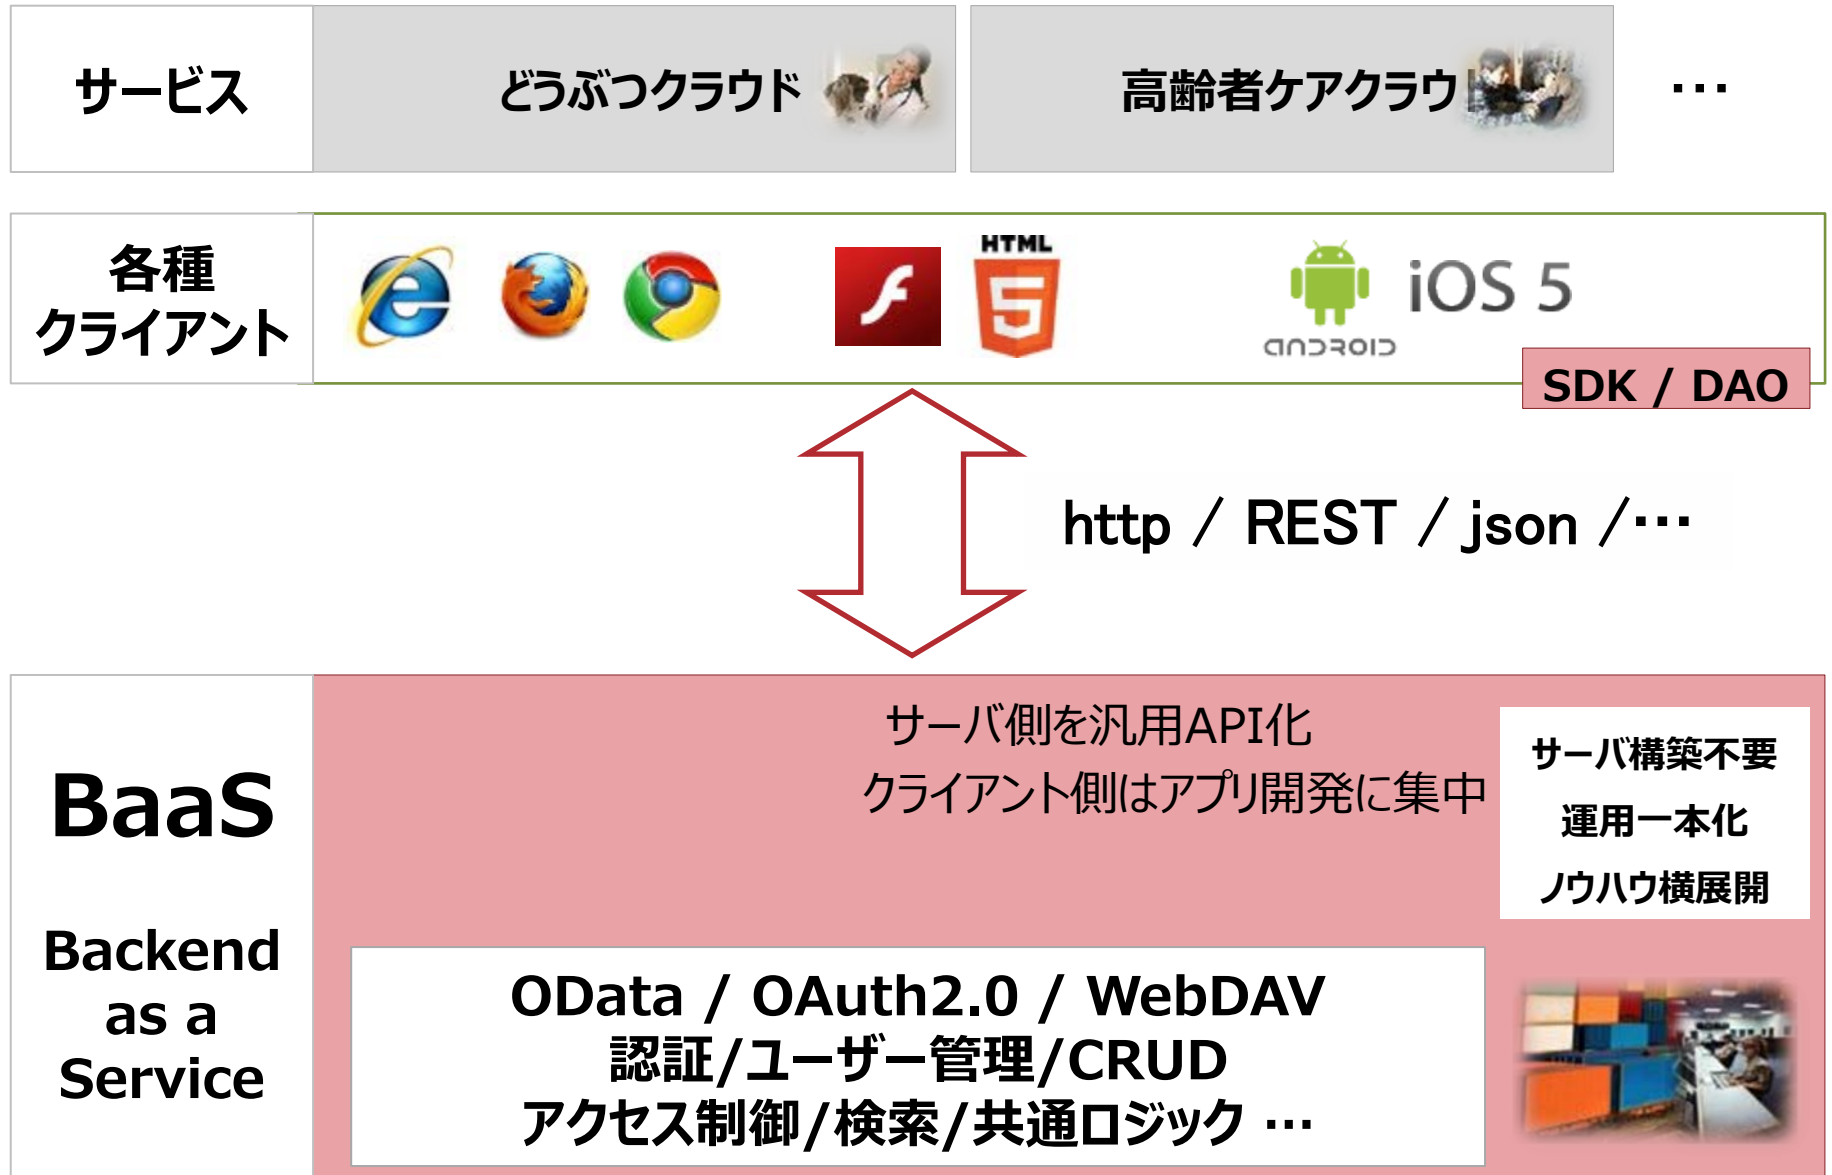 サービス
どうぶつクラウド
高齢者ケアクラウ
…
各種
クライアント
HTML
5
ANDROID
iOS 5
SDK / DAO
http / REST / json /…
BaaS
Backend
as a
Service
サーバ側を汎用API化
クライアント側はアプリ開発に集中
サーバ構築不要
運用一本化
ノウハウ横展開
OData / OAuth2.0 / WebDAV
認証/ユーザー管理/CRUD
アクセス制御/検索/共通ロジック …